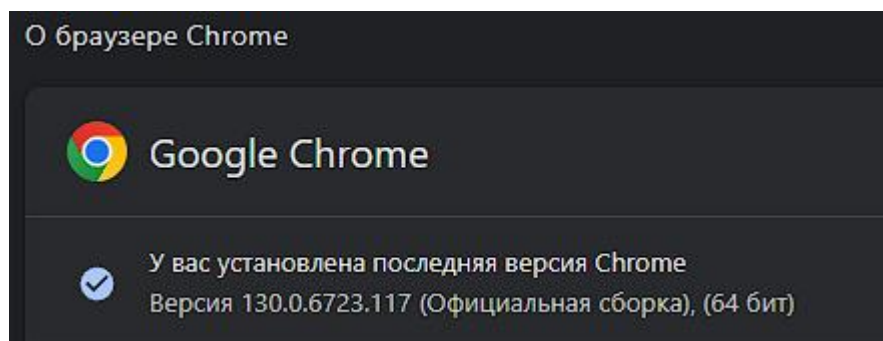 О браузере Chrome
Google Chrome
У вас установлена последняя версия Chrome
Версия 130.0.6723.117 (Официальная сборка), (64 бит)